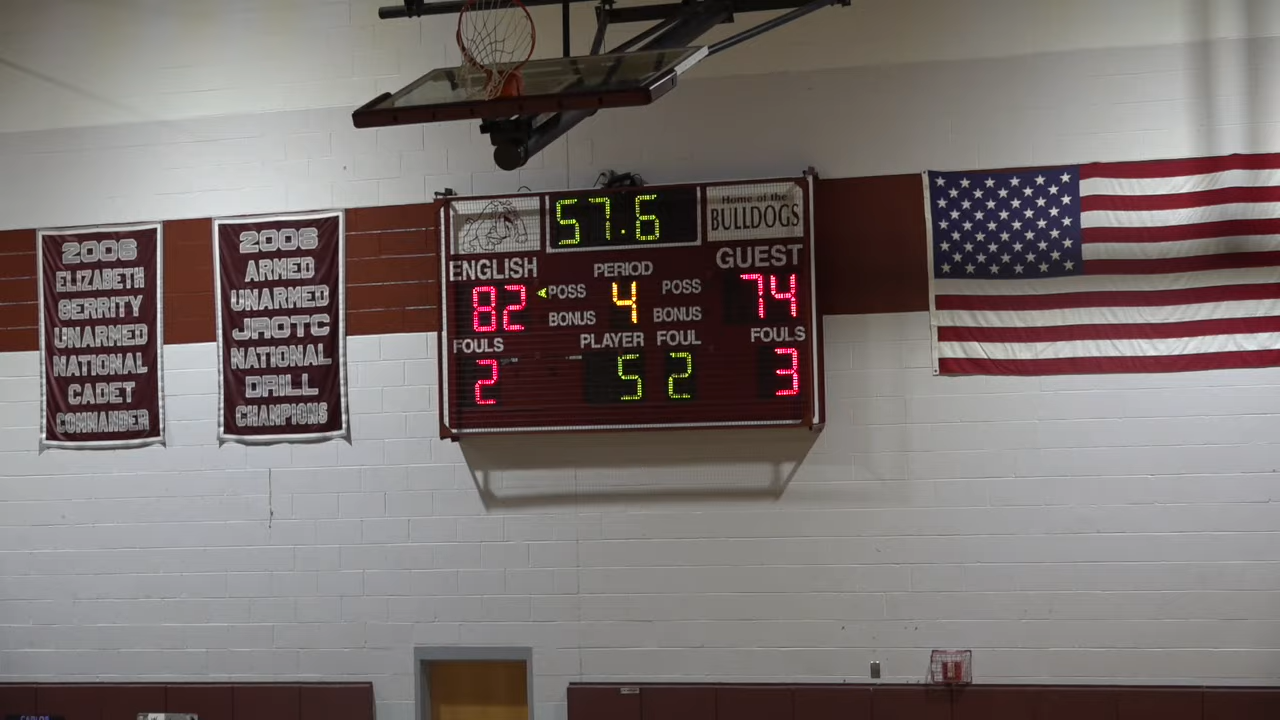 2006
ELIZABETH
GERRITY
UNARMED
NATIONAL
CADET
COMMANDER
2006
ARMED
UNARMED
JROTC
NATIONAL
DRILL
CHAMPIONS
57.6
Home of the
BULLDOGS
ENGLISH
PERIOD
GUEST
82
POSS
4
POSS
74
BONUS
BONUS
FOULS
PLAYER FOUL
FOULS
2
5
2
3
CARLOS